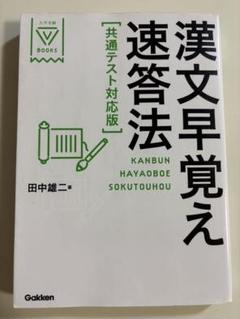 大学受験
V
BOOKS
漢文早覚え
速答法
[共通テスト対応版]
KANBUN
HAYAOBOE
SOKUTOUHOU
田中雄二 著
Gakken